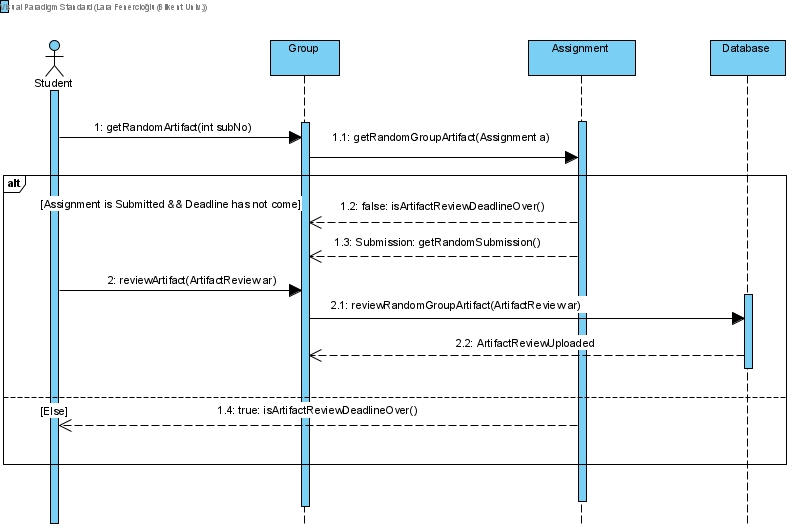 Visual Paradigm Standard (Lara Fenercioğlu (Bilkent Univ.))
Group
Assignment
Database
Student
1: getRandomArtifact(int subNo)
1.1: getRandomGroupArtifact(Assignment a)
alt
[Assignment is Submitted && Deadline has not come]
1.2: false: isArtifactReviewDeadlineOver()
1.3: Submission: getRandomSubmission()
2: reviewArtifact(ArtifactReview ar)
2.1: reviewRandomGroupArtifact(ArtifactReview ar)
2.2: ArtifactReviewUploaded
[Else]
1.4: true: isArtifactReviewDeadlineOver()